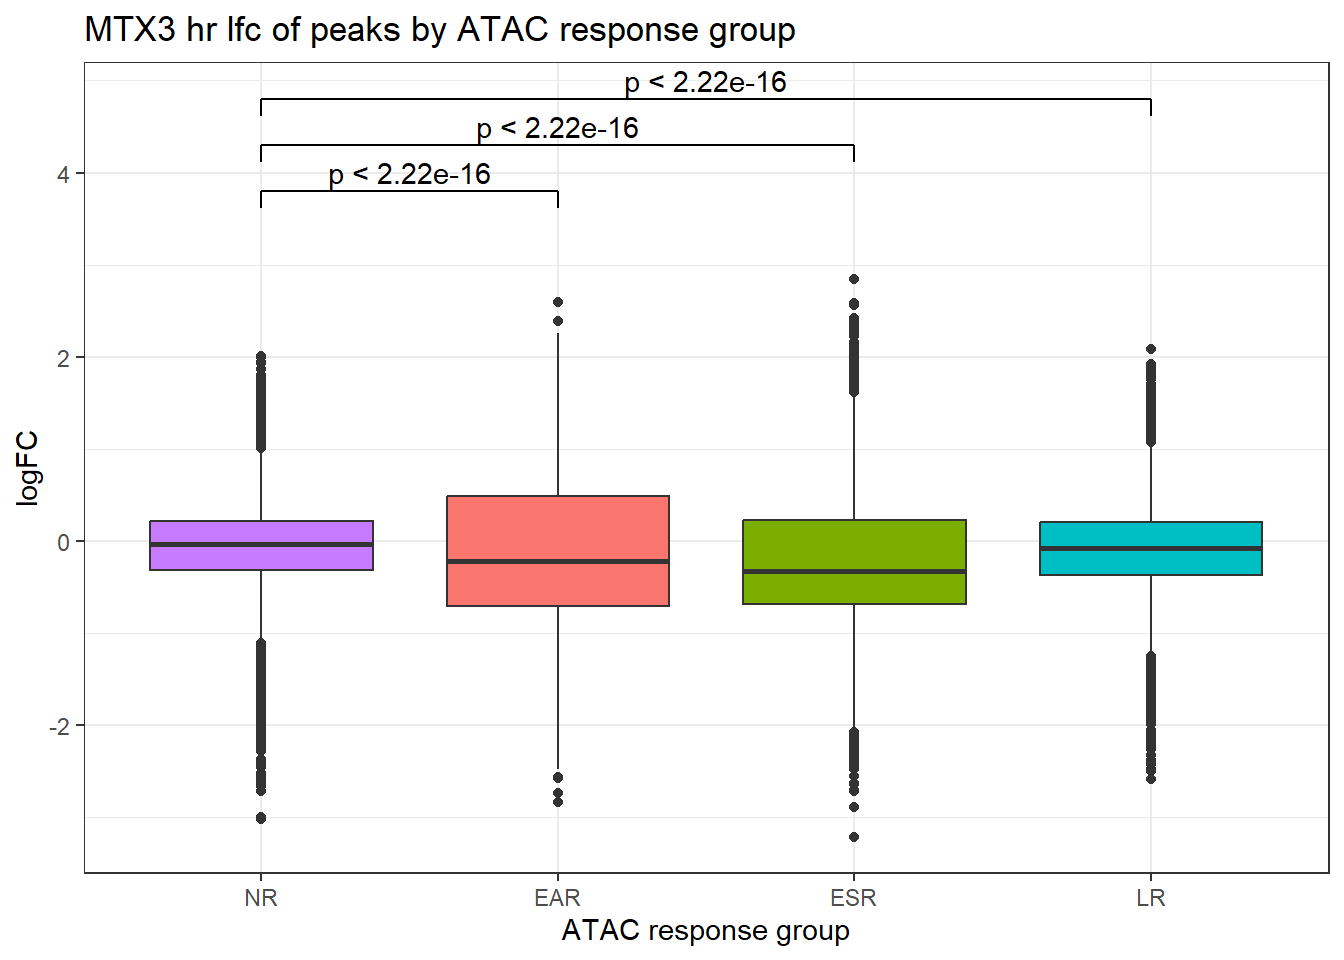 MTX3 hr lfc of peaks by ATAC response group
p < 2.22e-16
p < 2.22e-16
p < 2.22e-16
4
2
0
-2
logFC
NR EAR ESR LR
ATAC response group